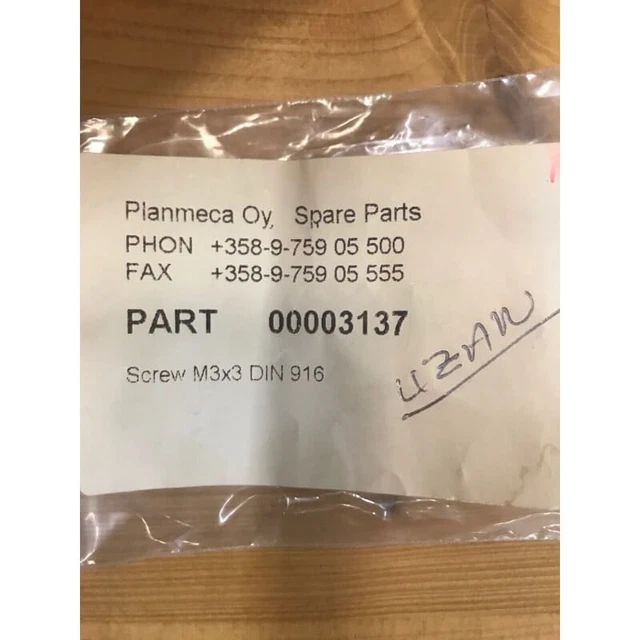 Planmeca Oy, Spare Parts
PHON +358-9-759 05 500
FAX +358-9-759 05 555
PART 00003137
Screw M3x3 DIN 916
UZAN